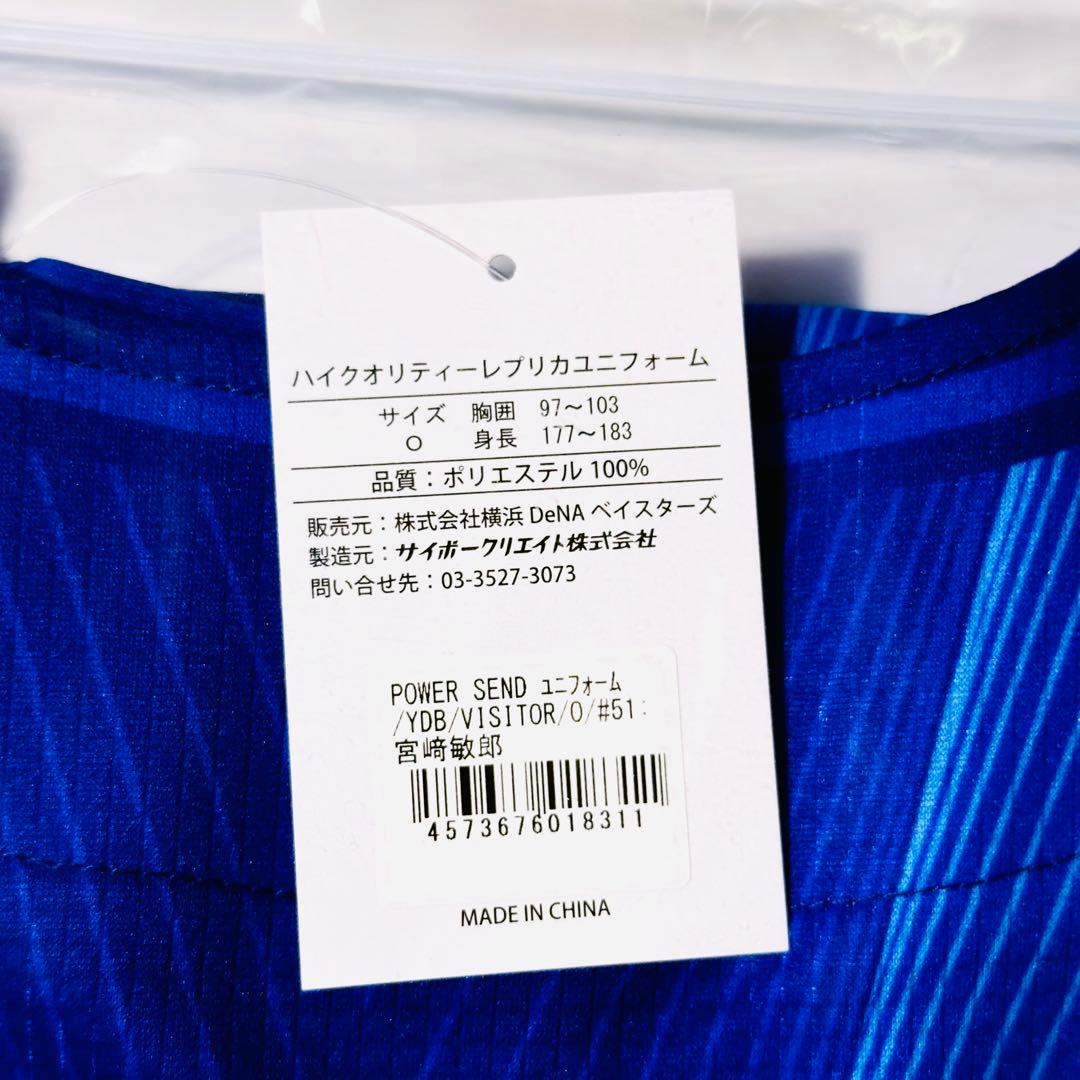 ハイクオリティーレプリカユニフォーム
サイズ 胸囲 97～103
O 身長 177～183
品質：ポリエステル 100%
販売元：株式会社横浜 DeNA ベイスターズ
製造元：サイボークリエイト株式会社
問い合せ先：03-3527-3073
POWER SEND ﾕﾆﾌｫｰﾑ
/YDB/VISITOR/O/#51:
宮﨑敏郎
4573676018311
MADE IN CHINA